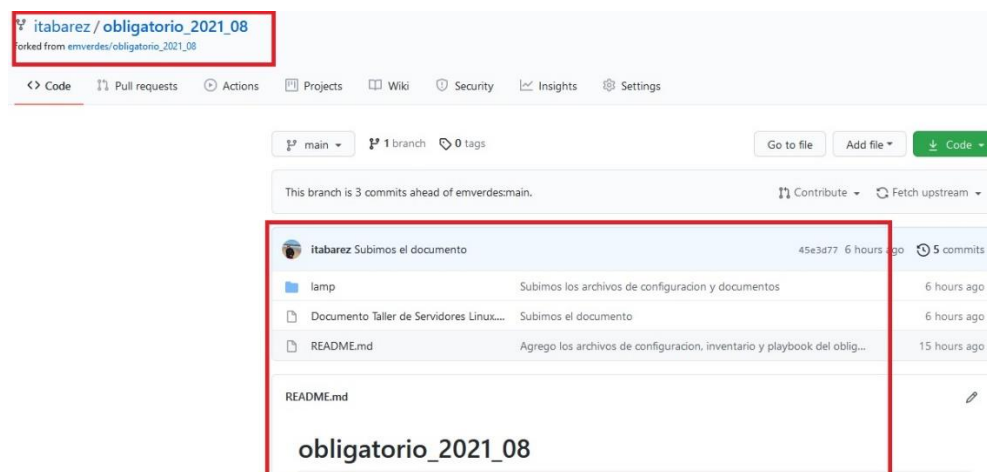 itabarez / obligatorio_2021_08
forked from emverdes/obligatorio_2021_08
<> Code Pull requests Actions Projects Wiki Security Insights Settings
main 1 branch 0 tags Go to file Add file Code
This branch is 3 commits ahead of emverdes:main. Contribute Fetch upstream
itabarez Subimos el documento 45e3d77 6 hours ago 5 commits
lamp Subimos los archivos de configuracion y documentos 6 hours ago
Documento Taller de Servidores Linux.... Subimos el documento 6 hours ago
README.md Agrego los archivos de configuracion, inventario y playbook del oblig... 15 hours ago
README.md
obligatorio_2021_08